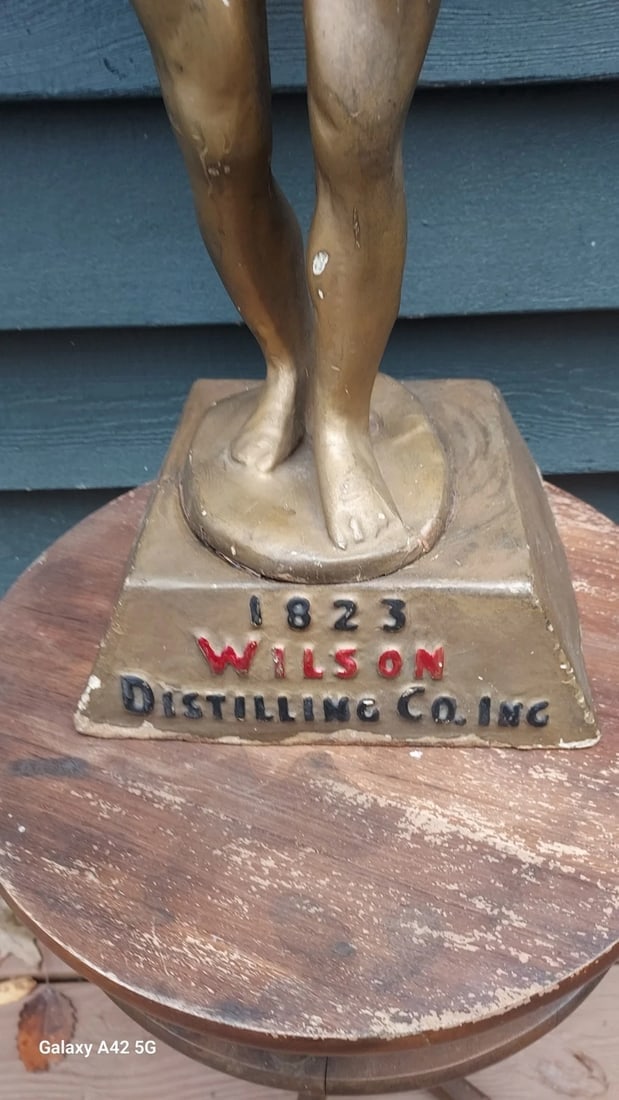 1823
WILSON
DISTILLING CO. INC
Galaxy A42 5G